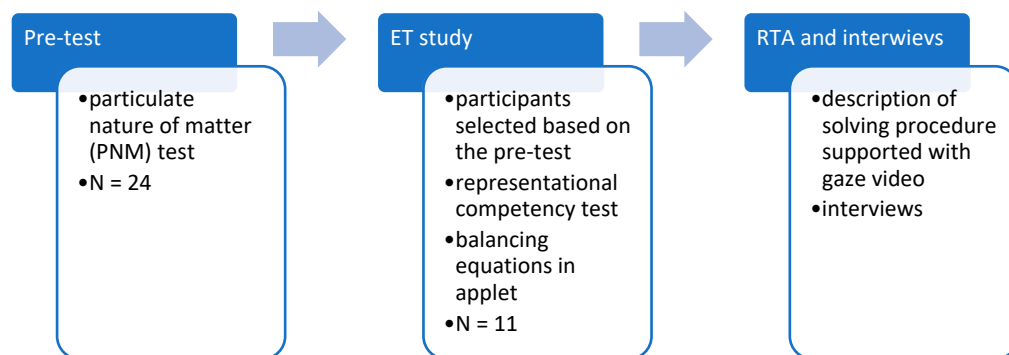 Pre-test
•particulate
nature of matter
(PNM) test
•N = 24
ET study
•participants
selected based on
the pre-test
•representational
competency test
•balancing
equations in
applet
•N = 11
RTA and interwievs
•description of
solving procedure
supported with
gaze video
•interviews